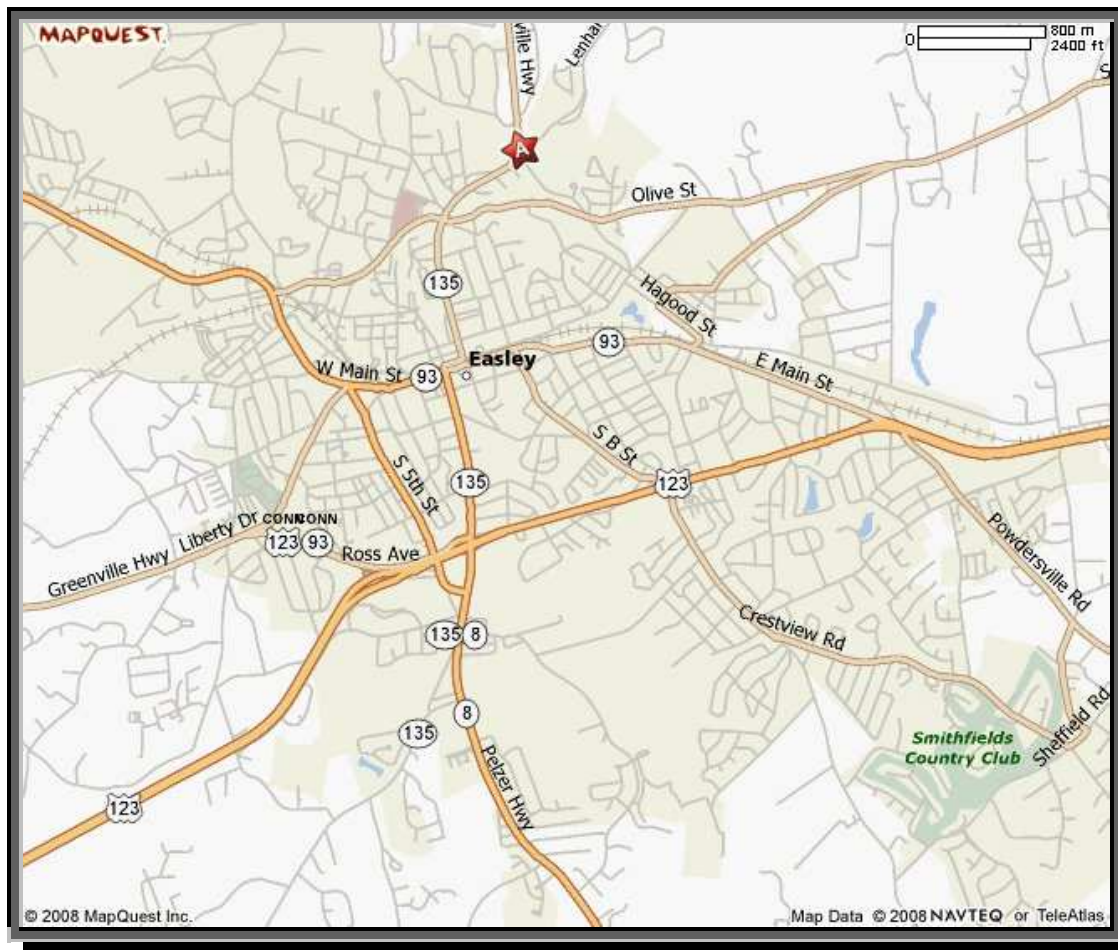 MAPQUEST.
0
800 m
2400 ft
ville Hwy
Lenha
S
A
Olive St
135
Hagood St
93
Easley
W Main St
93
E Main St
S B St
S 5th St
135
123
CONN
CONN
123
93
Liberty Dr
Greenville Hwy
Ross Ave
Powdersville Rd
135
8
Crestview Rd
8
135
Sheffield Rd
Smithfields
Country Club
Pelzer Hwy
123
© 2008 MapQuest Inc.
Map Data © 2008 NAVTEQ or TeleAtlas